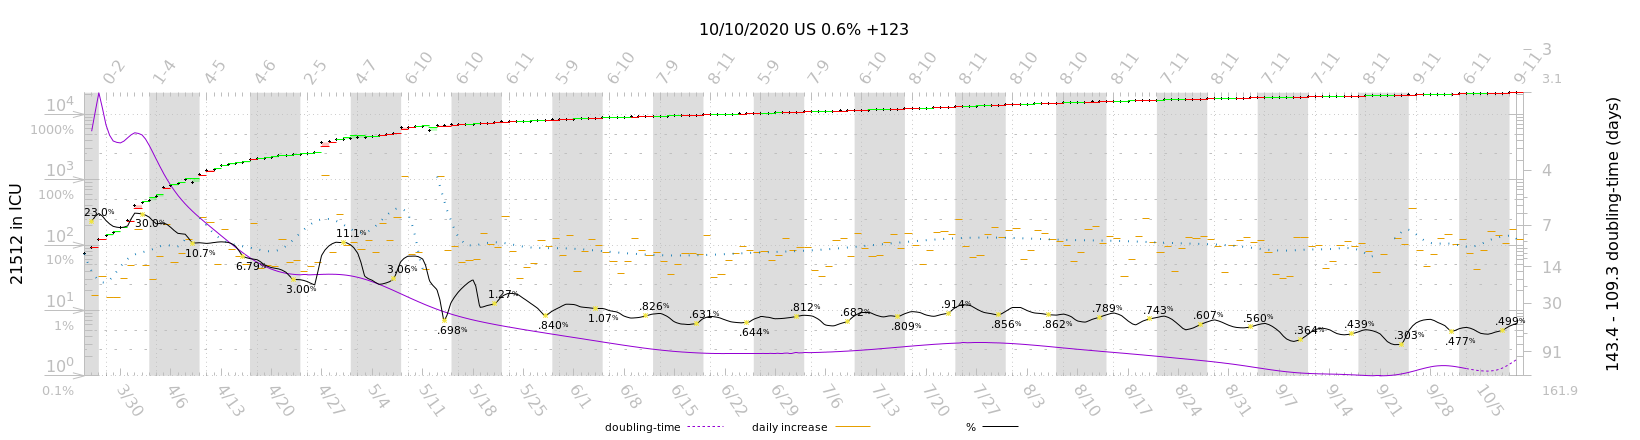 10/10/2020 US 0.6% +123
0-2 1-4 4-5 4-6 2-5 4-7 6-10 6-10 6-11 5-9 6-10 7-9 8-11 5-9 7-9 6-10 8-11 8-11 8-10 8-10 8-11 7-11 8-11 7-11 7-11 8-11 9-11 6-11 9-11
3
3.1
4
7
14
30
91
161.9
143.4 - 109.3 doubling-time (days)
21512 in ICU
10⁴
1000%
10³
100%
10²
10%
10¹
1%
10⁰
0.1%
23.0% 30.0% 10.7% 6.79% 3.00% 11.1% 3.06% .698% 1.27% .840% 1.07% .826% .631% .644% .812% .682% .809% .914% .856% .862% .789% .743% .607% .560% .364% .439% .303% .477% .499%
3/30 4/6 4/13 4/20 4/27 5/4 5/11 5/18 5/25 6/1 6/8 6/15 6/22 6/29 7/6 7/13 7/20 7/27 8/3 8/10 8/17 8/24 8/31 9/7 9/14 9/21 9/28 10/5
doubling-time daily increase %